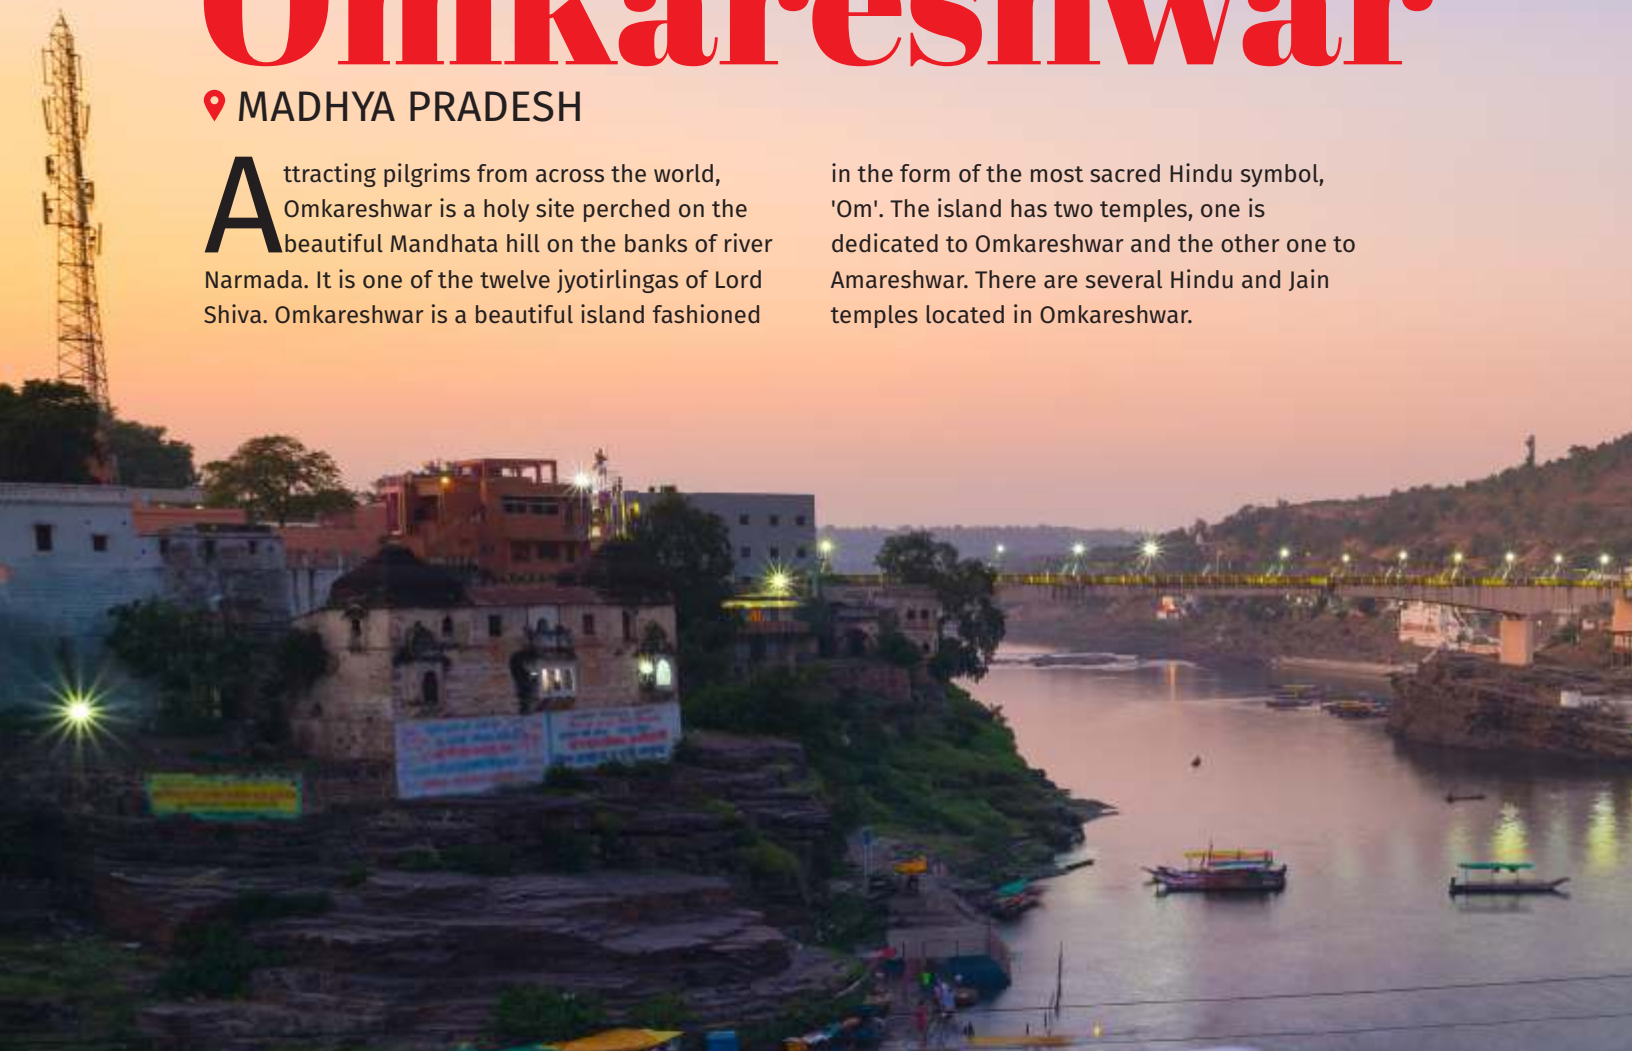 Omkareshwar
MADHYA PRADESH
Attracting pilgrims from across the world,
Omkareshwar is a holy site perched on the
beautiful Mandhata hill on the banks of river
Narmada. It is one of the twelve jyotirlingas of Lord
Shiva. Omkareshwar is a beautiful island fashioned
in the form of the most sacred Hindu symbol,
'Om'. The island has two temples, one is
dedicated to Omkareshwar and the other one to
Amareshwar. There are several Hindu and Jain
temples located in Omkareshwar.